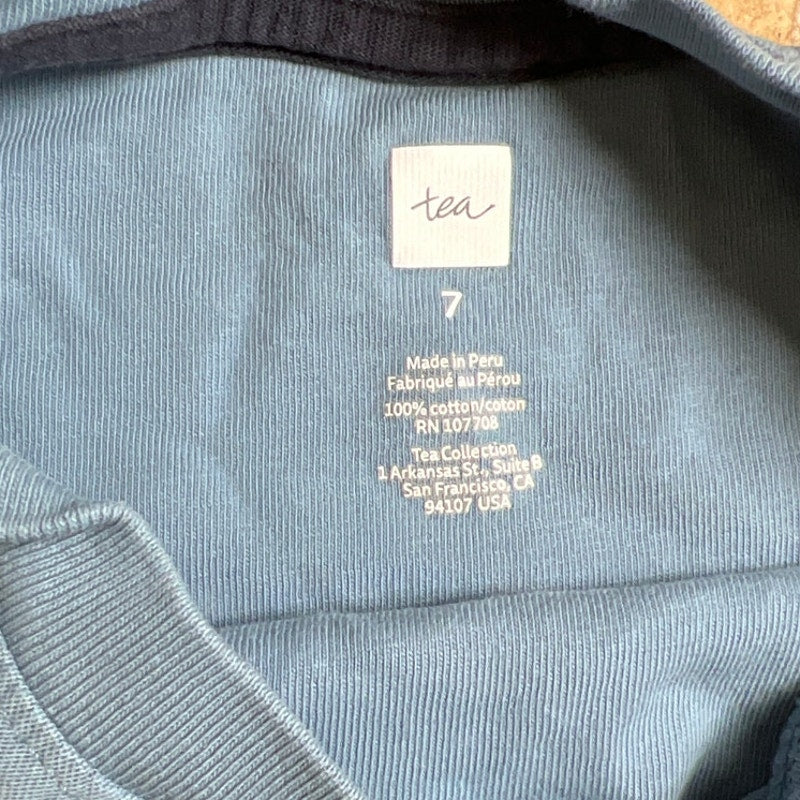 tea
7
Made in Peru
Fabriqué au Pérou
100% cotton/coton
RN 107708
Tea Collection
1 Arkansas St., Suite B
San Francisco, CA
94107 USA